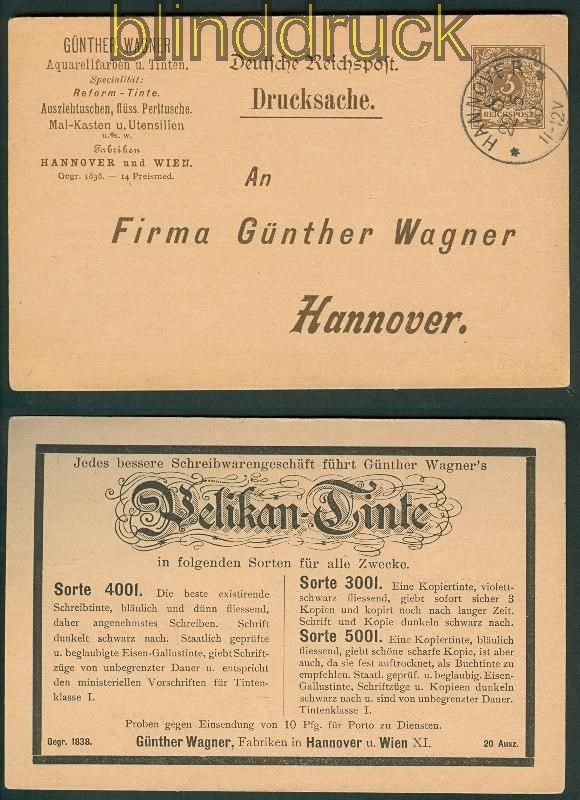 blinddruck
GÜNTHER WAGNER
Aquarellfarben u. Tinten.
Specialität:
Reform-Tinte.
Ausziehtuschen, flüss. Perltusche.
Mal-Kasten u. Utensilien
u. s. w.
Fabriken
HANNOVER und WIEN.
Gegr. 1838. — 14 Preismed.
Deutsche Reichspost.
Drucksache.
3
REICHSPOST
HANNOVER
11-12V
An
Firma Günther Wagner
Hannover.
Jedes bessere Schreibwarengeschäft führt Günther Wagner's
Pelikan-Tinte
in folgenden Sorten für alle Zwecke.
Sorte 4001. Die beste existirende
Schreibtinte, bläulich und dünn fliessend,
daher angenehmstes Schreiben. Schrift
dunkelt schwarz nach. Staatlich geprüfte
u. beglaubigte Eisen-Gallustinte, giebt Schrift-
züge von unbegrenzter Dauer u. entspricht
den ministeriellen Vorschriften für Tinten-
klasse I.
Sorte 3001. Eine Kopiertinte, violett-
schwarz fliessend, giebt sofort sicher 3
Kopien und kopirt noch nach langer Zeit.
Schrift und Kopie dunkeln schwarz nach.
Sorte 5001. Eine Kopiertinte, bläulich
fliessend, giebt schöne scharfe Kopie, ist aber
auch, da sie fest auftrocknet, als Buchtinte zu
empfehlen. Staatl. geprüf. u. beglaubig. Eisen-
Gallustinte, Schriftzüge u. Kopieen dunkeln
schwarz nach u. sind von unbegrenzter Dauer.
Tintenklasse I.
Proben gegen Einsendung von 10 Pfg. für Porto zu Diensten.
Gegr. 1838. Günther Wagner, Fabriken in Hannover u. Wien XI. 20 Ausz.